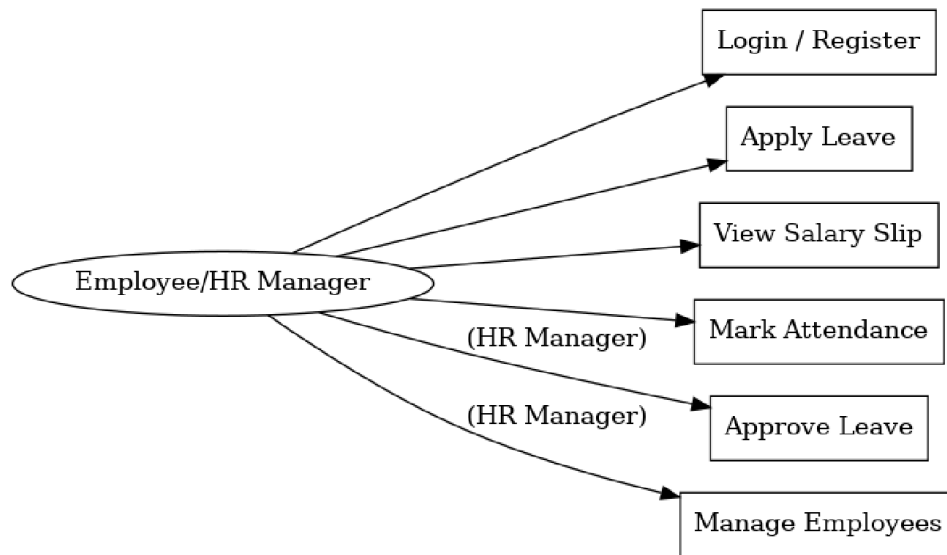 Login / Register
Apply Leave
View Salary Slip
Employee/HR Manager
Mark Attendance
(HR Manager)
Approve Leave
(HR Manager)
Manage Employees